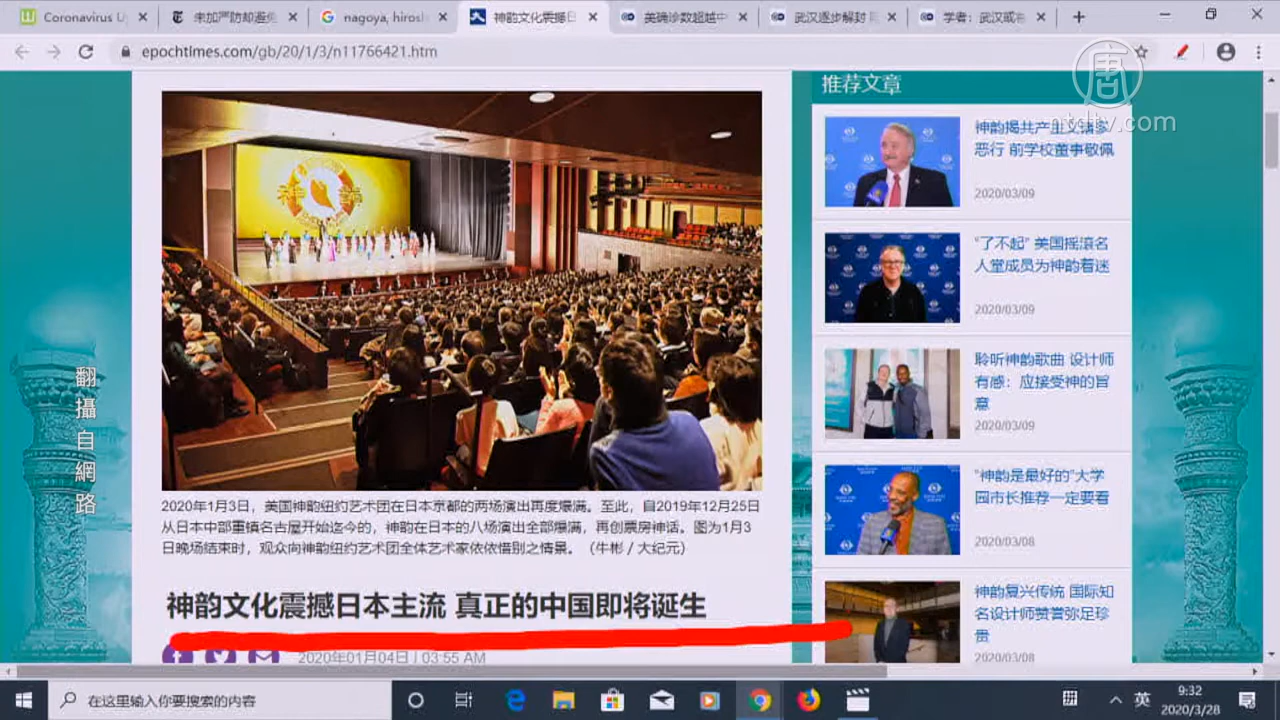 Coronavirus U
未加严防却避免
nagoya, hirosh
神韵文化震撼日
美确诊数超越中
武汉逐步解封
学者：武汉或有
epochtimes.com/gb/20/1/3/n11766421.htm
唐
ntdtv.com
推荐文章
神韵揭共产主义诸多
恶行 前学校董事敬佩
2020/03/09
“了不起” 美国摇滚名
人堂成员为神韵着迷
2020/03/09
聆听神韵歌曲 设计师
有感：应接受神的旨
意
2020/03/09
“神韵是最好的”大学
园市长推荐一定要看
2020/03/08
神韵复兴传统 国际知
名设计师赞誉弥足珍
贵
2020/03/08
翻攝自網路
2020年1月3日，美国神韵纽约艺术团在日本京都的两场演出再度爆满。至此，自2019年12月25日
从日本中部重镇名古屋开始迄今的，神韵在日本的八场演出全部爆满，再创票房神话。图为1月3
日晚场结束时，观众向神韵纽约艺术团全体艺术家依依惜别之情景。（牛彬／大纪元）
神韵文化震撼日本主流 真正的中国即将诞生
2020年01月04日 | 03:55 AM
在这里输入你要搜索的内容
英
9:32
2020/3/28